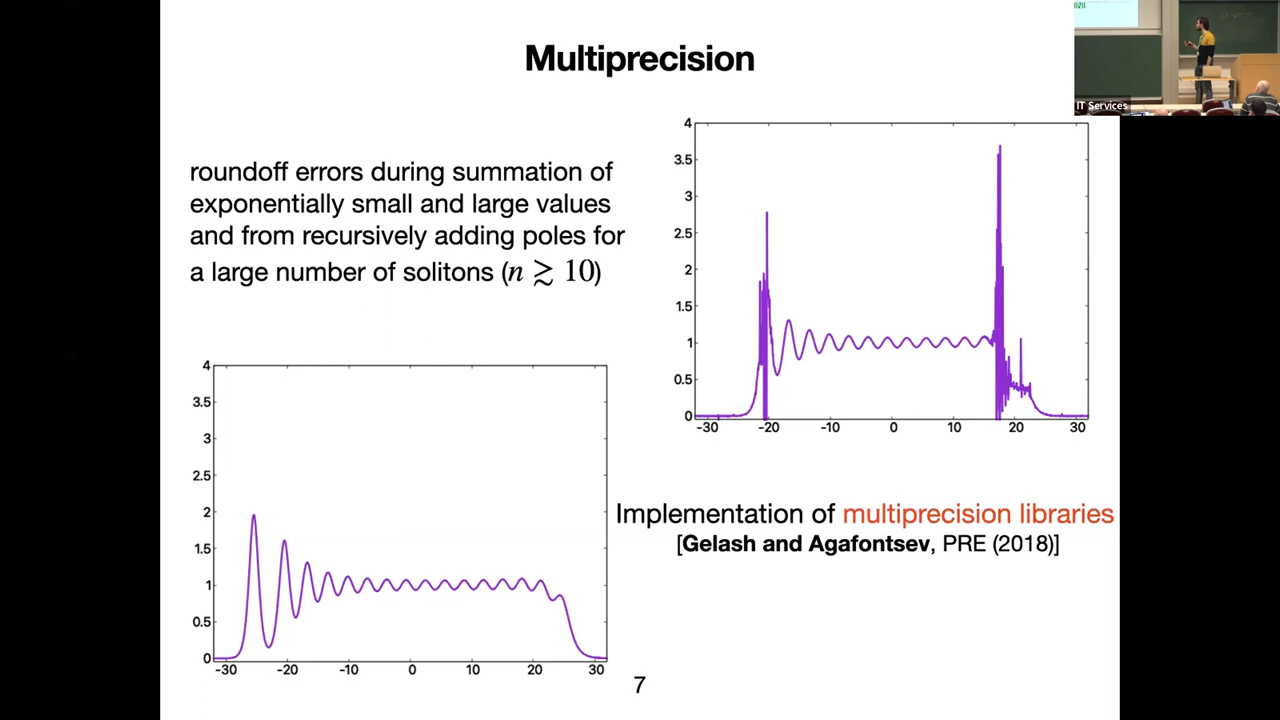 Multiprecision
IT Services
roundoff errors during summation of
exponentially small and large values
and from recursively adding poles for
a large number of solitons (n ≳ 10)
4
3.5
3
2.5
2
1.5
1
0.5
0
-30 -20 -10 0 10 20 30
4
3.5
3
2.5
2
1.5
1
0.5
0
-30 -20 -10 0 10 20 30
Implementation of multiprecision libraries
[Gelash and Agafontsev, PRE (2018)]
7